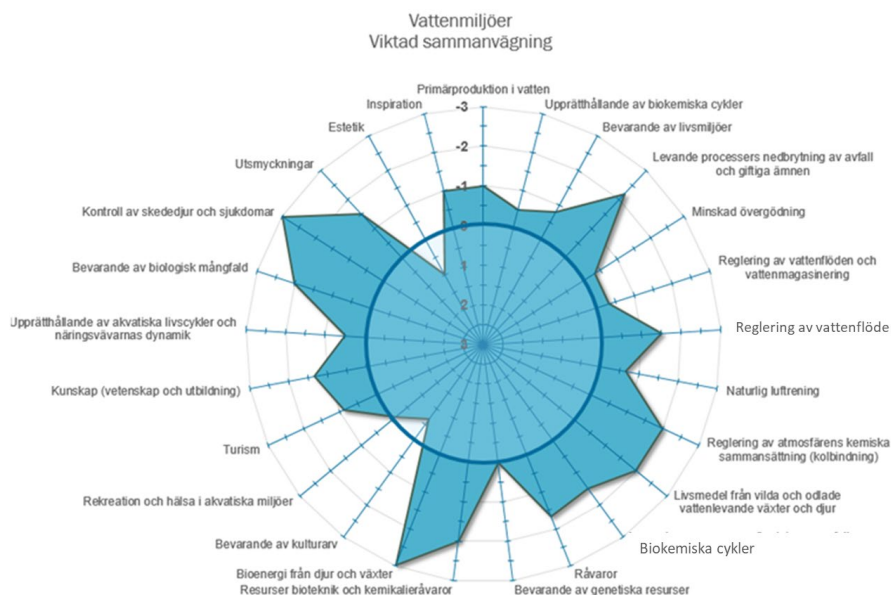 Vattenmiljöer
Viktad sammanvägning
Primärproduktion i vatten
Inspiration
-3
Upprätthållande av biokemiska cykler
Estetik
Bevarande av livsmiljöer
-2
Utsmyckningar
Levande processers nedbrytning av avfall
och giftiga ämnen
-1
Kontroll av skededjur och sjukdomar
Minskad övergödning
0
Bevarande av biologisk mångfald
Reglering av vattenflöden och
vattenmagasinering
1
2
Upprätthållande av akvatiska livscykler och
näringsvävarnas dynamik
Reglering av vattenflöde
3
Kunskap (vetenskap och utbildning)
Naturlig luftrening
Turism
Reglering av atmosfärens kemiska
sammansättning (kolbindning)
Rekreation och hälsa i akvatiska miljöer
Livsmedel från vilda och odlade
vattenlevande växter och djur
Bevarande av kulturarv
Biokemiska cykler
Bioenergi från djur och växter
Råvaror
Resurser bioteknik och kemikalieråvaror
Bevarande av genetiska resurser